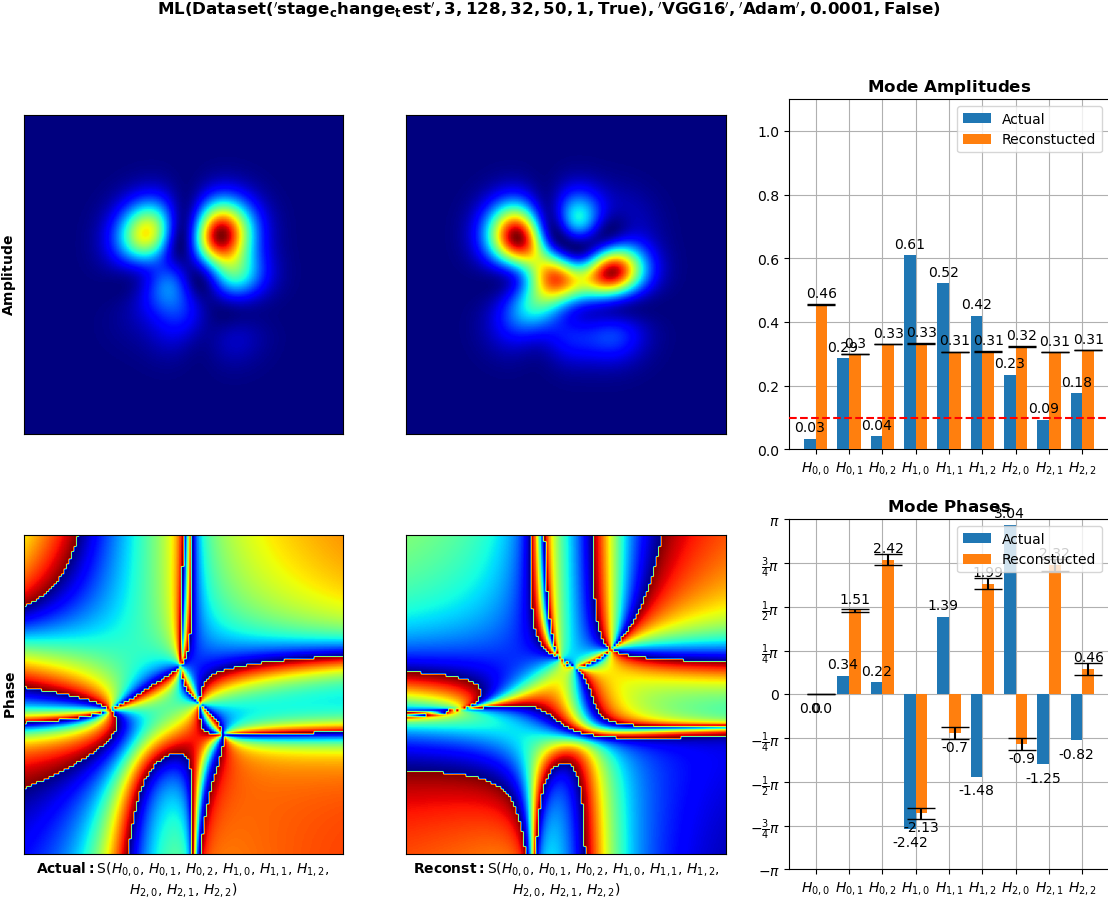 ML(Dataset('stage_change_test', 3, 128, 32, 50, 1, True), 'VGG16', 'Adam', 0.0001, False)
Amplitude
Mode Amplitudes
Actual
Reconstucted
1.0
0.8
0.6
0.4
0.2
0.0
0.03 0.29 0.04 0.61 0.52 0.42 0.23 0.09 0.18
0.46 0.3 0.33 0.33 0.31 0.31 0.32 0.31 0.31
H0,0 H0,1 H0,2 H1,0 H1,1 H1,2 H2,0 H2,1 H2,2
Phase
Actual: S(H0,0, H0,1, H0,2, H1,0, H1,1, H1,2,
H2,0, H2,1, H2,2)
Reconst: S(H0,0, H0,1, H0,2, H1,0, H1,1, H1,2,
H2,0, H2,1, H2,2)
Mode Phases
Actual
Reconstucted
π
3/4π
1/2π
1/4π
0
−1/4π
−1/2π
−3/4π
−π
0.0 0.34 0.22 -2.42 1.39 -1.48 3.04 -1.25 -0.82
0.0 1.51 2.42 -2.13 -0.7 1.99 -0.9 2.32 0.46
H0,0 H0,1 H0,2 H1,0 H1,1 H1,2 H2,0 H2,1 H2,2